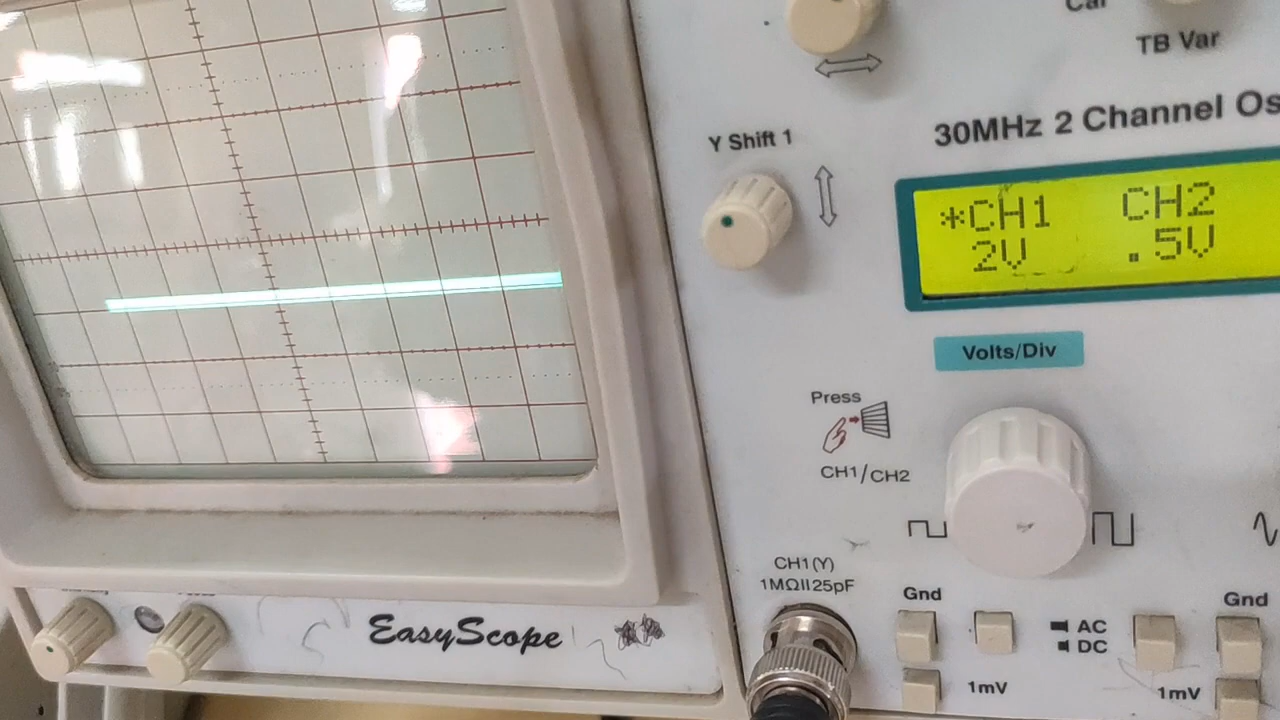 TB Var
Y Shift 1
30MHz 2 Channel
*CH1 CH2
2V .5V
Volts/Div
Press
CH1/CH2
CH1(Y)
1MΩII25pF
Gnd
AC
DC
1mV
Gnd
1mV
EasyScope